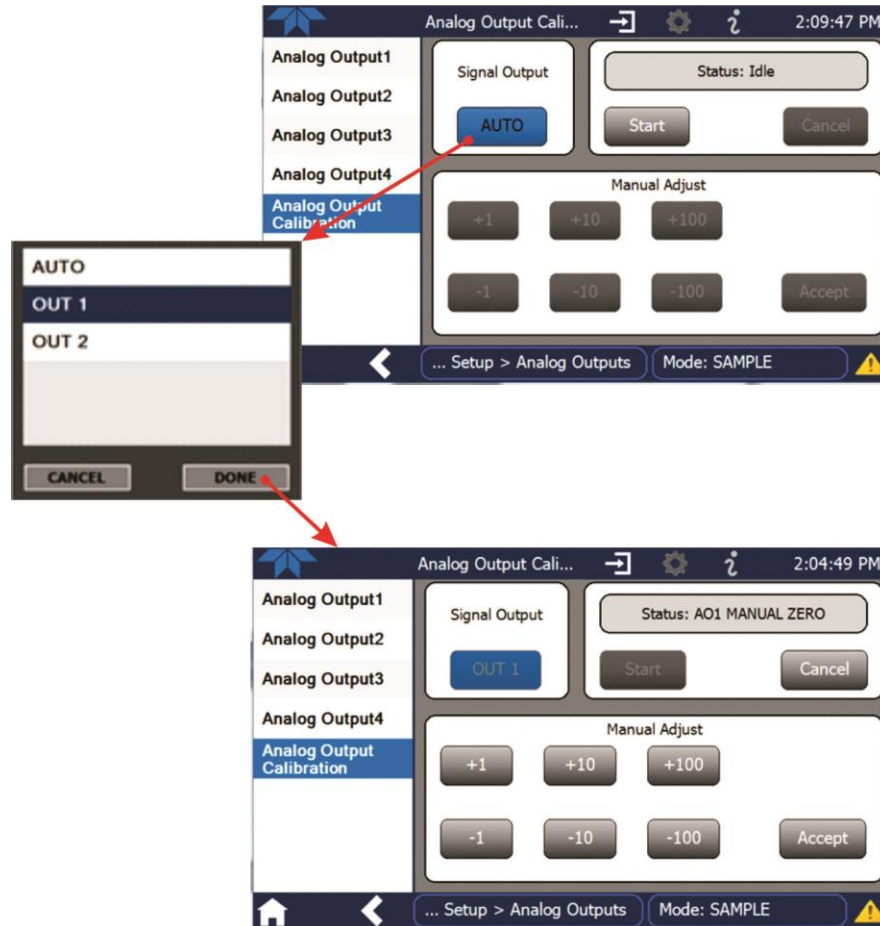 Analog Output Cali...
2:09:47 PM
Analog Output1
Analog Output2
Analog Output3
Analog Output4
Analog Output
Calibration
Signal Output
AUTO
Status: Idle
Start
Cancel
Manual Adjust
+1
+10
+100
-1
-10
-100
Accept
... Setup > Analog Outputs
Mode: SAMPLE
AUTO
OUT 1
OUT 2
CANCEL
DONE
Analog Output Cali...
2:04:49 PM
Analog Output1
Analog Output2
Analog Output3
Analog Output4
Analog Output
Calibration
Signal Output
OUT 1
Status: AO1 MANUAL ZERO
Start
Cancel
Manual Adjust
+1
+10
+100
-1
-10
-100
Accept
... Setup > Analog Outputs
Mode: SAMPLE